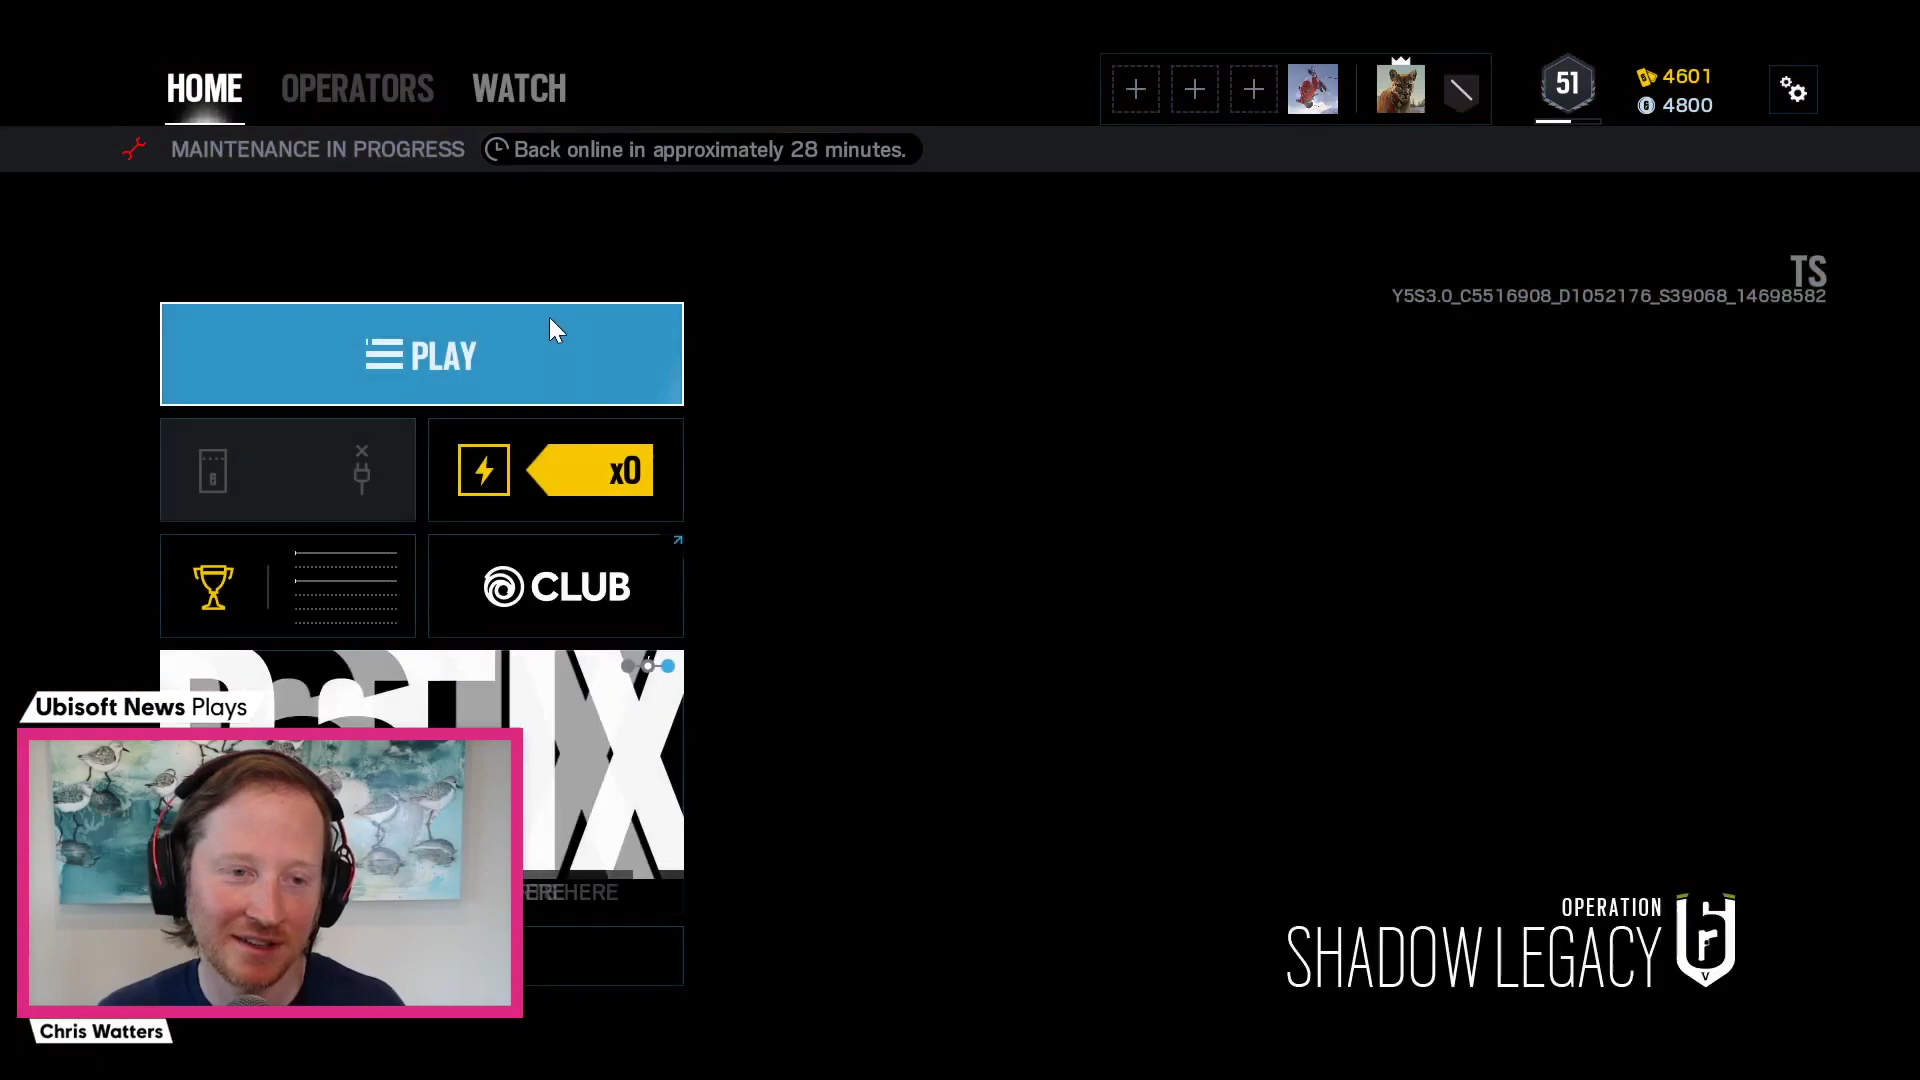 HOME OPERATORS WATCH
51
4601
4800
MAINTENANCE IN PROGRESS Back online in approximately 28 minutes.
TS
Y5S3.0_C5516908_D1052176_S39068_14698582
PLAY
x0
CLUB
Ubisoft News Plays
HERE
Chris Watters
OPERATION
SHADOW LEGACY